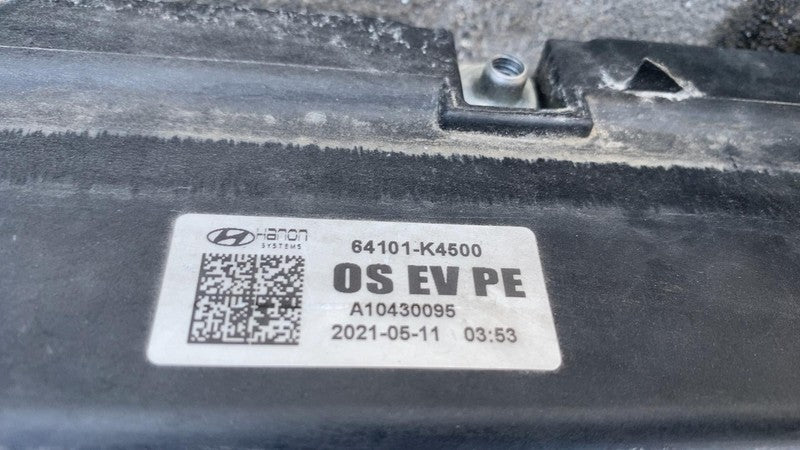 HANON
SYSTEMS
64101-K4500
OS EV PE
A10430095
2021-05-11 03:53